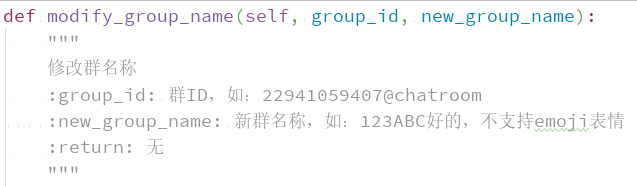 def modify_group_name(self, group_id, new_group_name):
"""
修改群名称
:group_id: 群ID，如：22941059407@chatroom
:new_group_name: 新群名称，如：123ABC好的，不支持emoji表情
:return: 无
"""